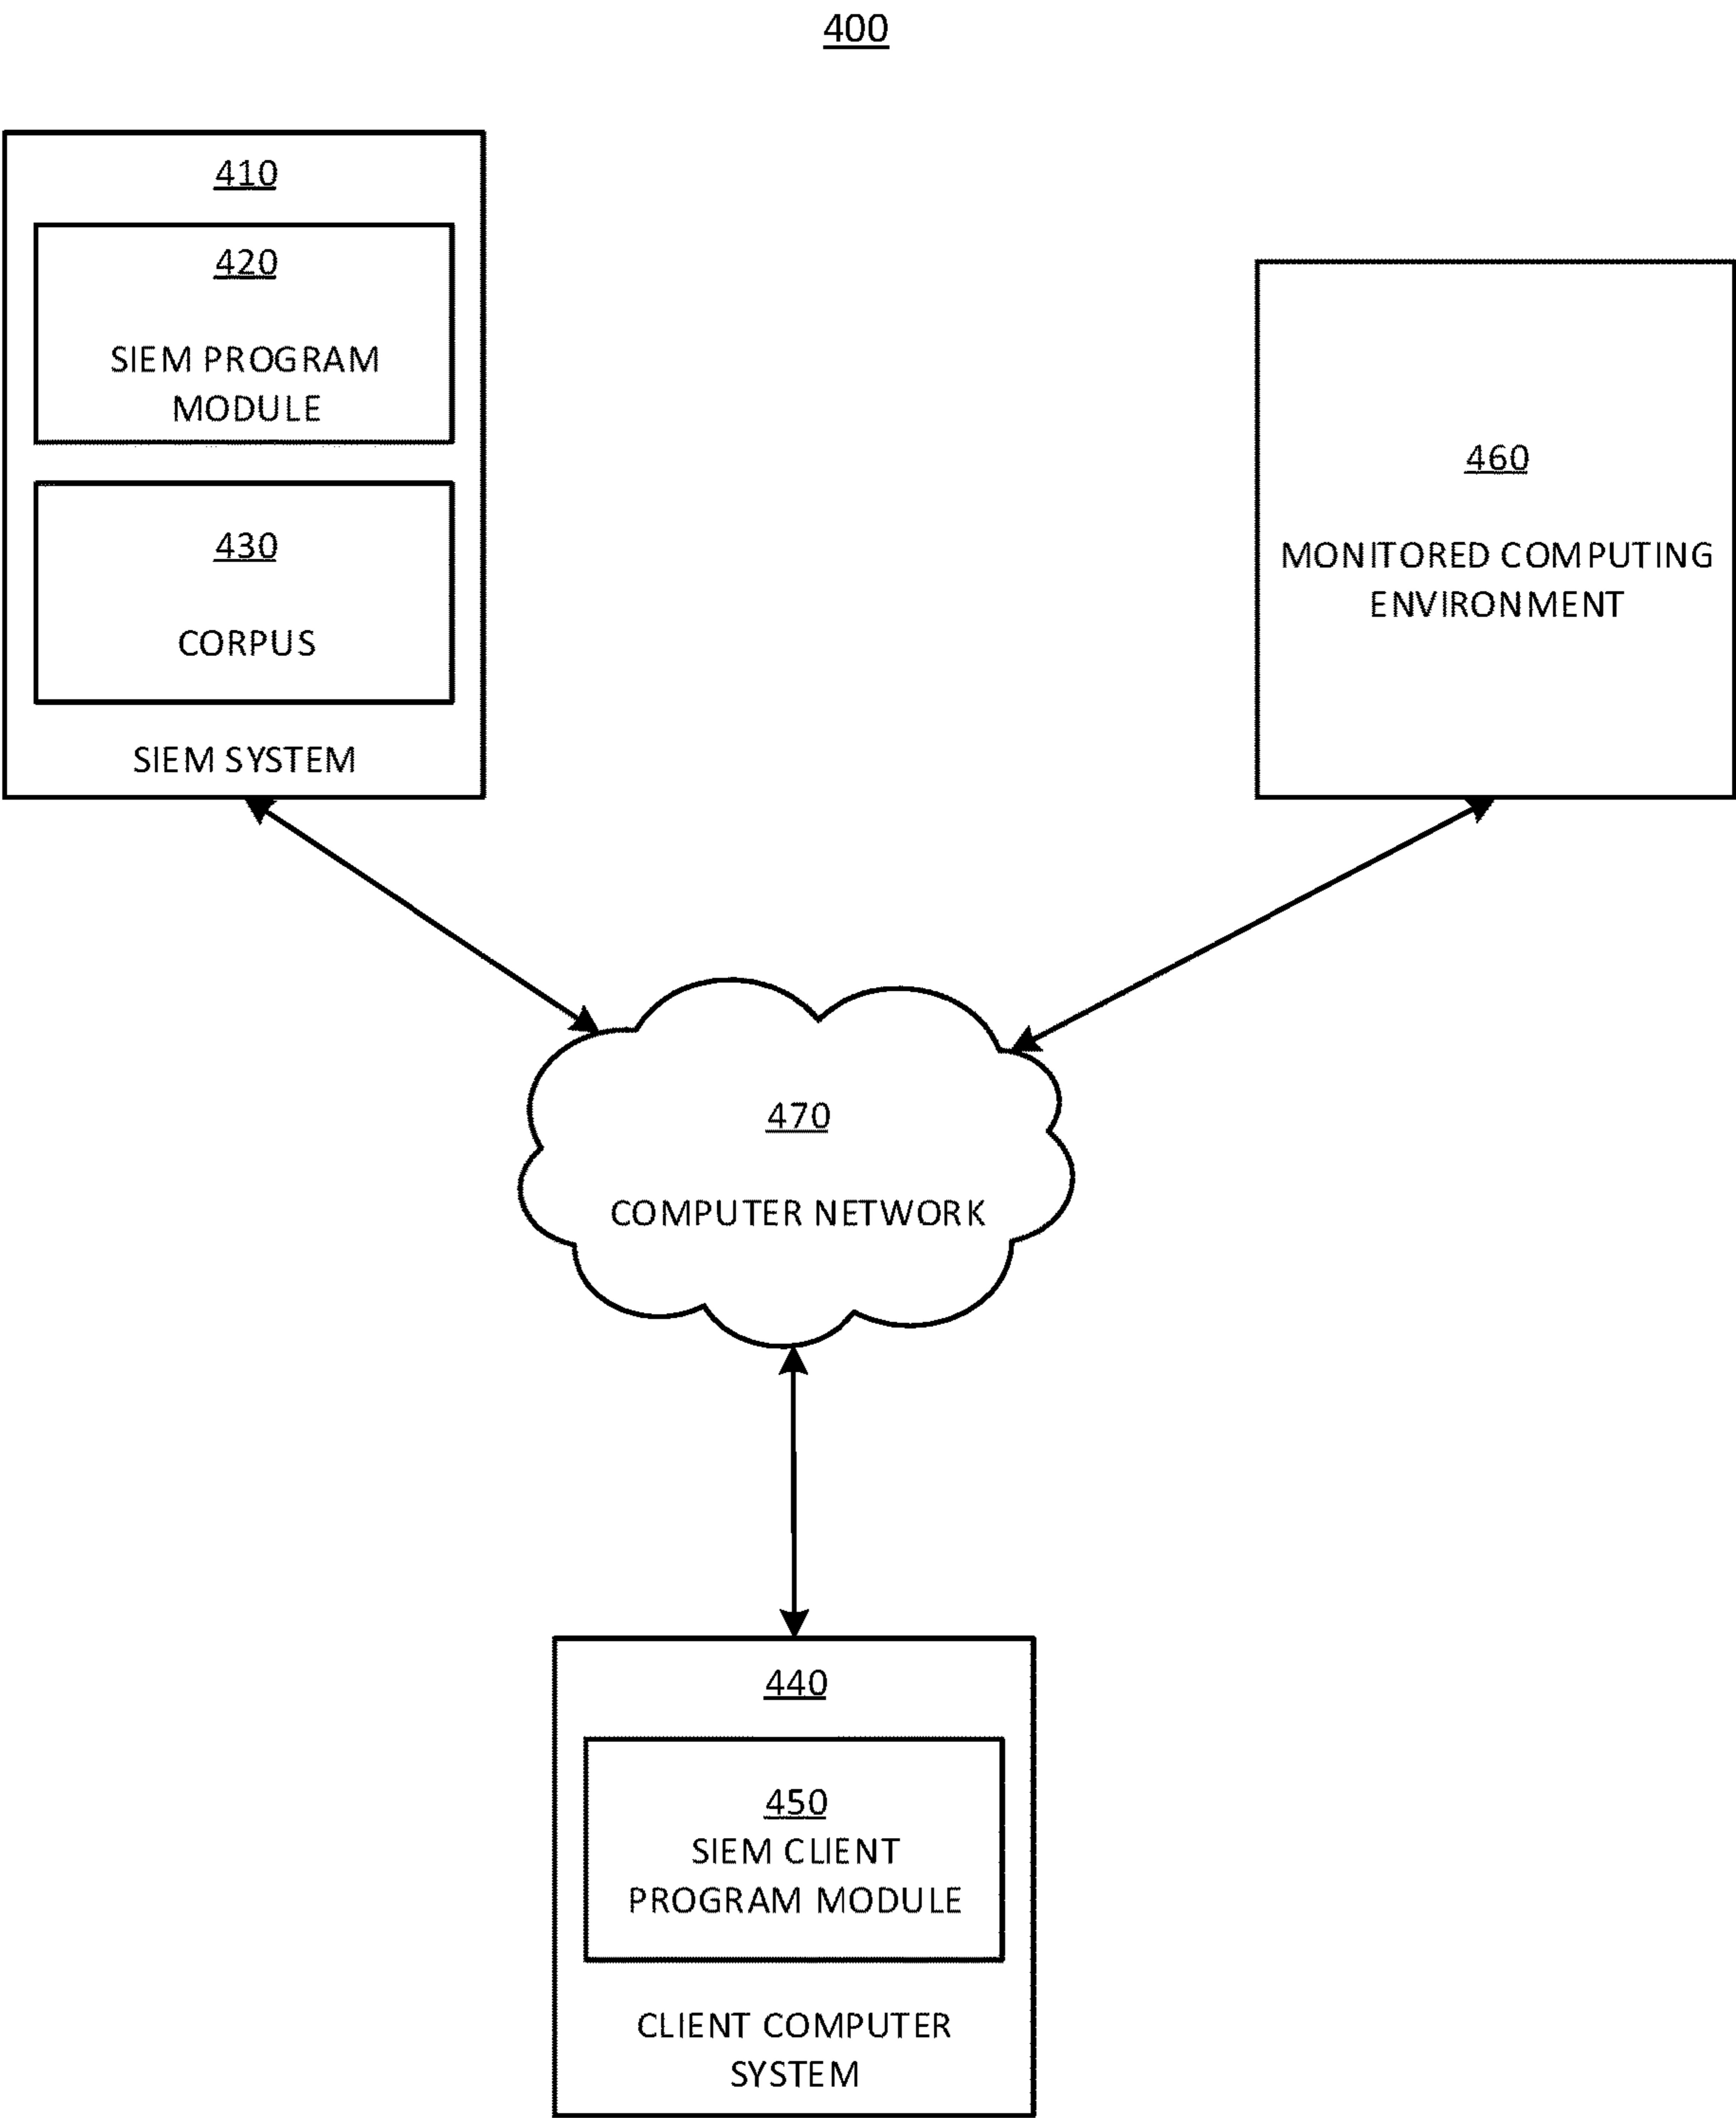 400
410
420
SIEM PROGRAM
MODULE
430
CORPUS
SIEM SYSTEM
460
MONITORED COMPUTING
ENVIRONMENT
470
COMPUTER NETWORK
440
450
SIEM CLIENT
PROGRAM MODULE
CLIENT COMPUTER
SYSTEM